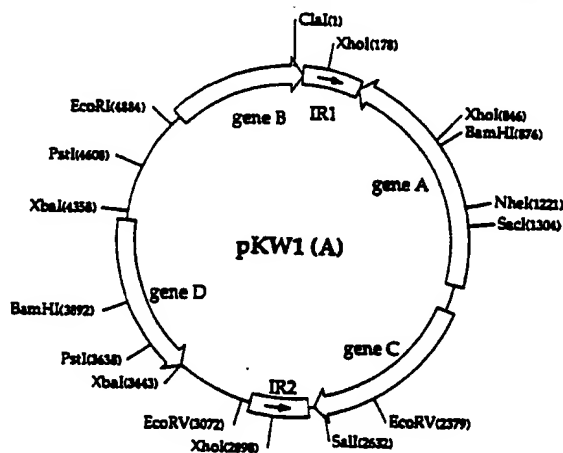 ClaI(1)
XhoI(178)
EcoRI(4884)
gene B
IR1
XhoI(846)
BamHI(876)
PstI(4608)
gene A
XbaI(4358)
NheI(1221)
SacI(1304)
pKW1 (A)
gene D
BamHI(3892)
gene C
PstI(3638)
IR2
XbaI(3443)
EcoRV(3072)
EcoRV(2379)
XhoI(2898)
SalI(2632)